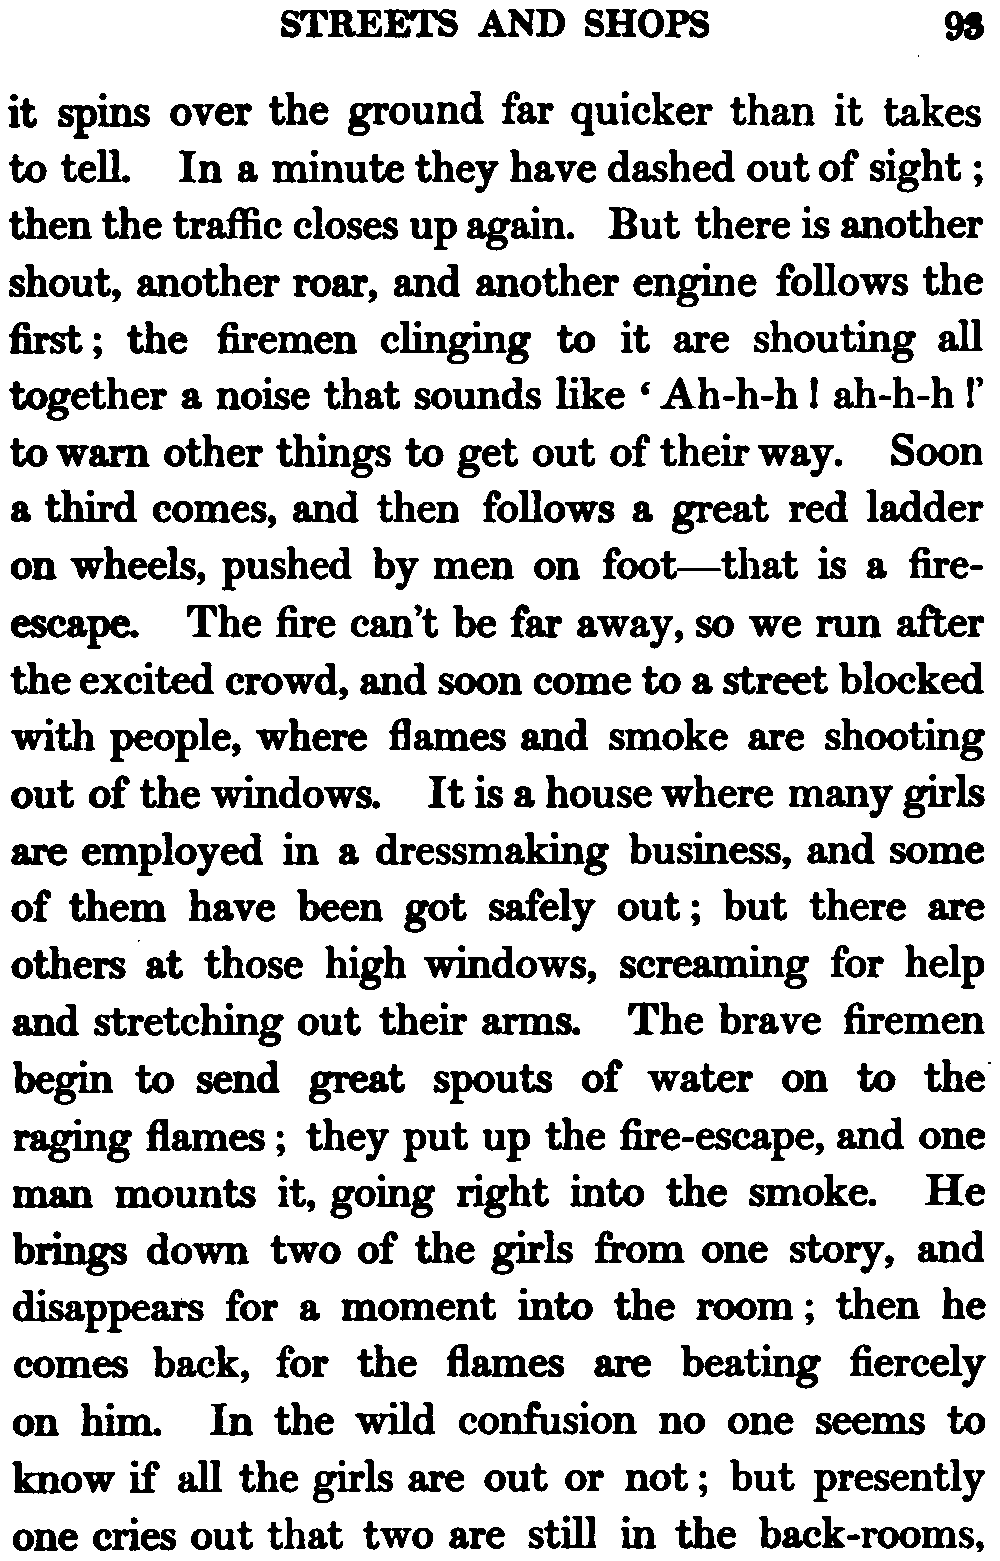 STREETS AND SHOPS 93
it spins over the ground far quicker than it takes
to tell. In a minute they have dashed out of sight ;
then the traffic closes up again. But there is another
shout, another roar, and another engine follows the
first ; the firemen clinging to it are shouting all
together a noise that sounds like ‘ Ah-h-h ! ah-h-h !’
to warn other things to get out of their way. Soon
a third comes, and then follows a great red ladder
on wheels, pushed by men on foot—that is a fire-
escape. The fire can't be far away, so we run after
the excited crowd, and soon come to a street blocked
with people, where flames and smoke are shooting
out of the windows. It is a house where many girls
are employed in a dressmaking business, and some
of them have been got safely out ; but there are
others at those high windows, screaming for help
and stretching out their arms. The brave firemen
begin to send great spouts of water on to the
raging flames ; they put up the fire-escape, and one
man mounts it, going right into the smoke. He
brings down two of the girls from one story, and
disappears for a moment into the room ; then he
comes back, for the flames are beating fiercely
on him. In the wild confusion no one seems to
know if all the girls are out or not ; but presently
one cries out that two are still in the back-rooms,